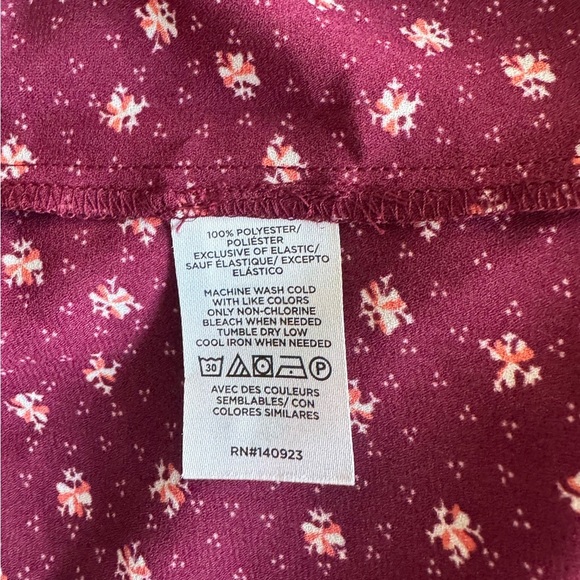 100% POLYESTER/
POLIÉSTER
EXCLUSIVE OF ELASTIC/
SAUF ÉLASTIQUE/ EXCEPTO
ELÁSTICO
MACHINE WASH COLD
WITH LIKE COLORS
ONLY NON-CHLORINE
BLEACH WHEN NEEDED
TUMBLE DRY LOW
COOL IRON WHEN NEEDED
30 P
AVEC DES COULEURS
SEMBLABLES/ CON
COLORES SIMILARES
RN#140923